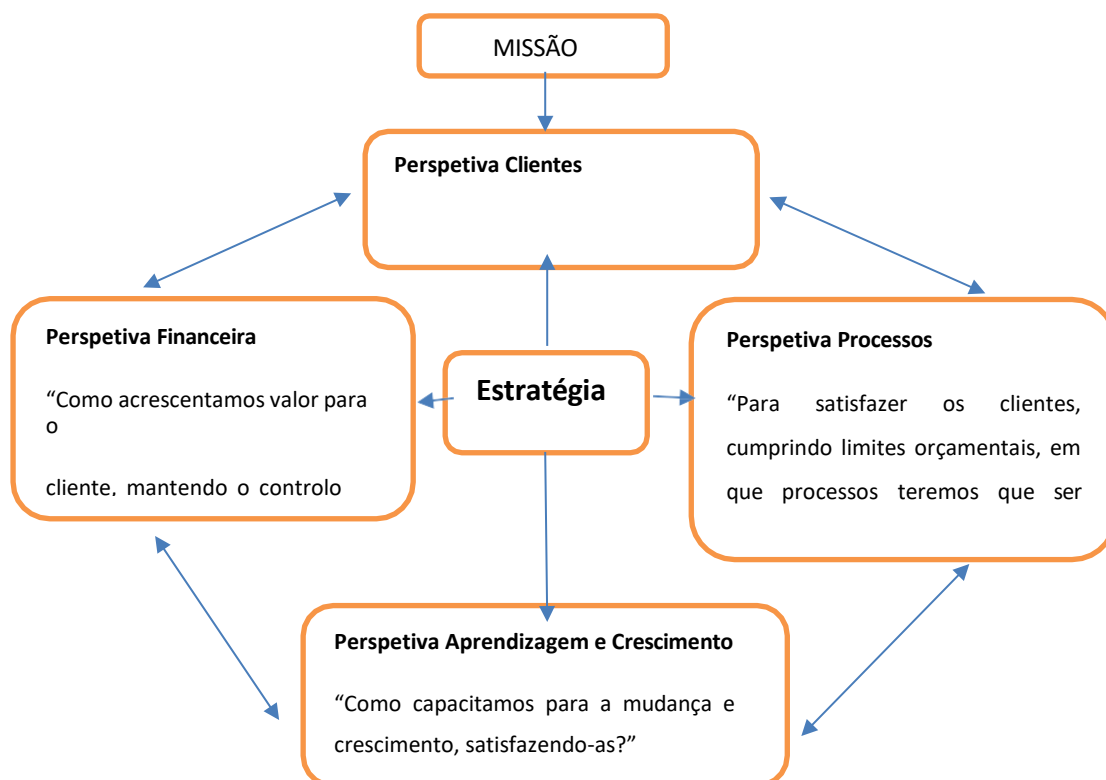 MISSÃO
Perspetiva Clientes
Perspetiva Financeira
“Como acrescentamos valor para
o
cliente, mantendo o controlo
Estratégia
Perspetiva Processos
“Para satisfazer os clientes,
cumprindo limites orçamentais, em
que processos teremos que ser
Perspetiva Aprendizagem e Crescimento
“Como capacitamos para a mudança e
crescimento, satisfazendo-as?”